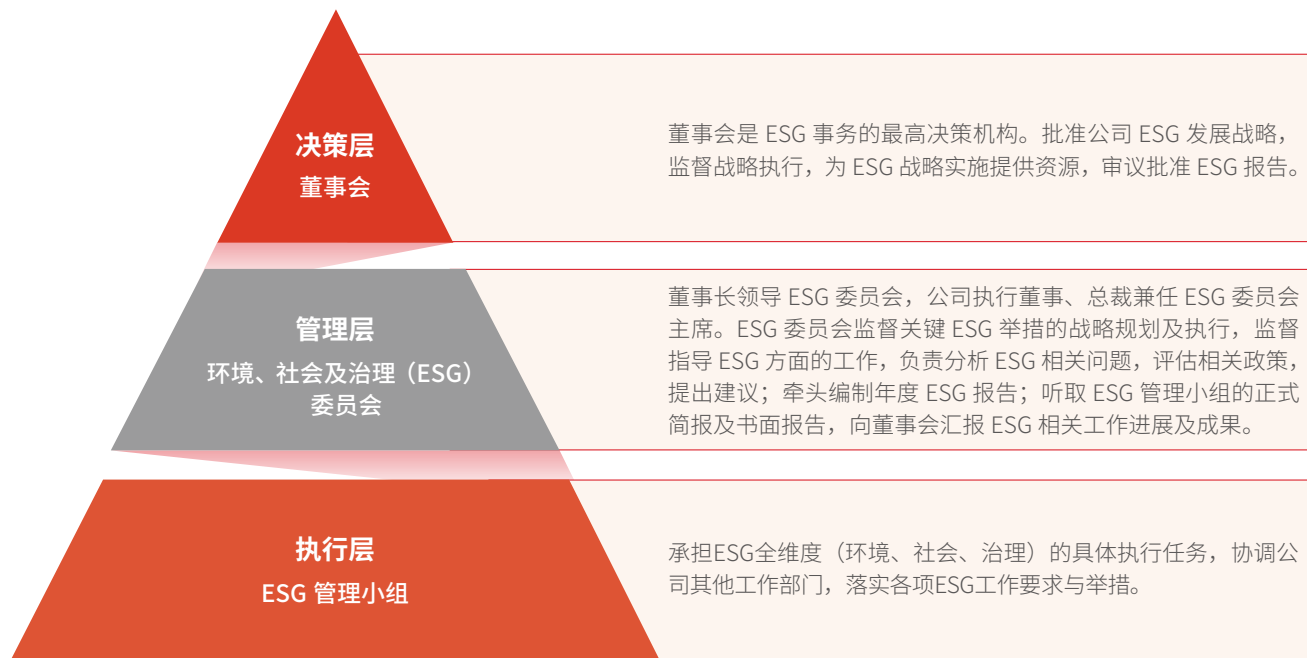 决策层
董事会
董事会是 ESG 事务的最高决策机构。批准公司 ESG 发展战略，
监督战略执行，为 ESG 战略实施提供资源，审议批准 ESG 报告。
管理层
环境、社会及治理（ESG）
委员会
董事长领导 ESG 委员会，公司执行董事、总裁兼任 ESG 委员会
主席。ESG 委员会监督关键 ESG 举措的战略规划及执行，监督
指导 ESG 方面的工作，负责分析 ESG 相关问题，评估相关政策，
提出建议；牵头编制年度 ESG 报告；听取 ESG 管理小组的正式
简报及书面报告，向董事会汇报 ESG 相关工作进展及成果。
执行层
ESG 管理小组
承担ESG全维度（环境、社会、治理）的具体执行任务，协调公
司其他工作部门，落实各项ESG工作要求与举措。